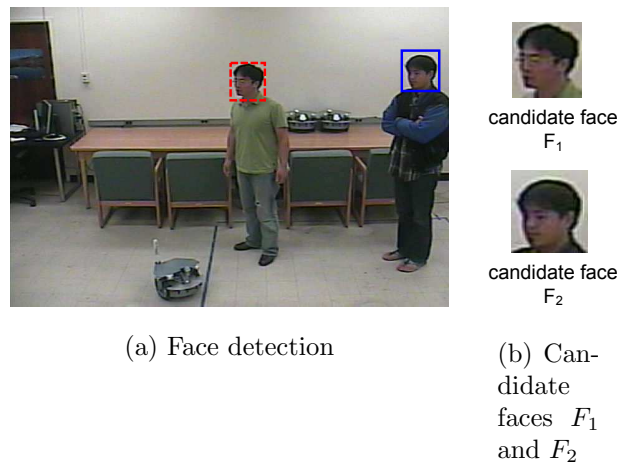 candidate face
F1
candidate face
F2
(a) Face detection
(b) Can-
didate
faces F1
and F2